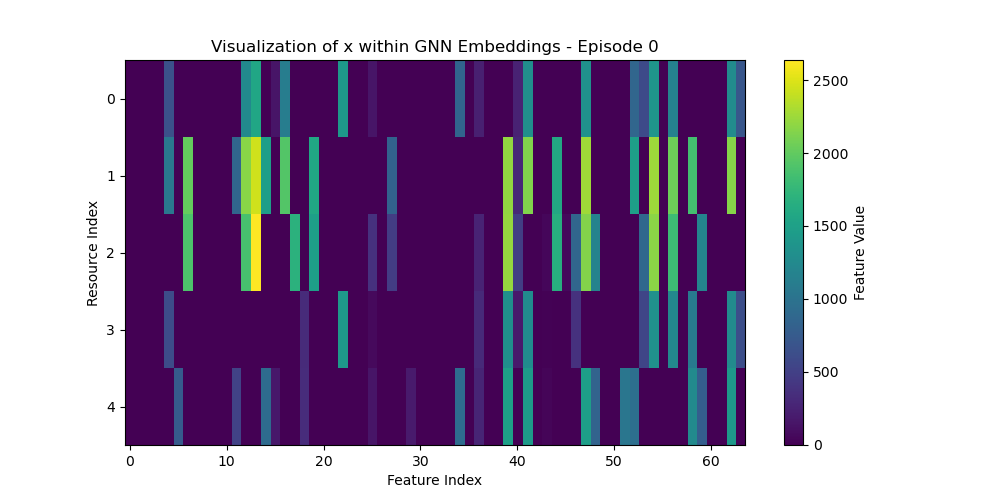 Visualization of x within GNN Embeddings - Episode 0
Resource Index
0
1
2
3
4
0 10 20 30 40 50 60
Feature Index
2500
2000
1500
1000
500
0
Feature Value